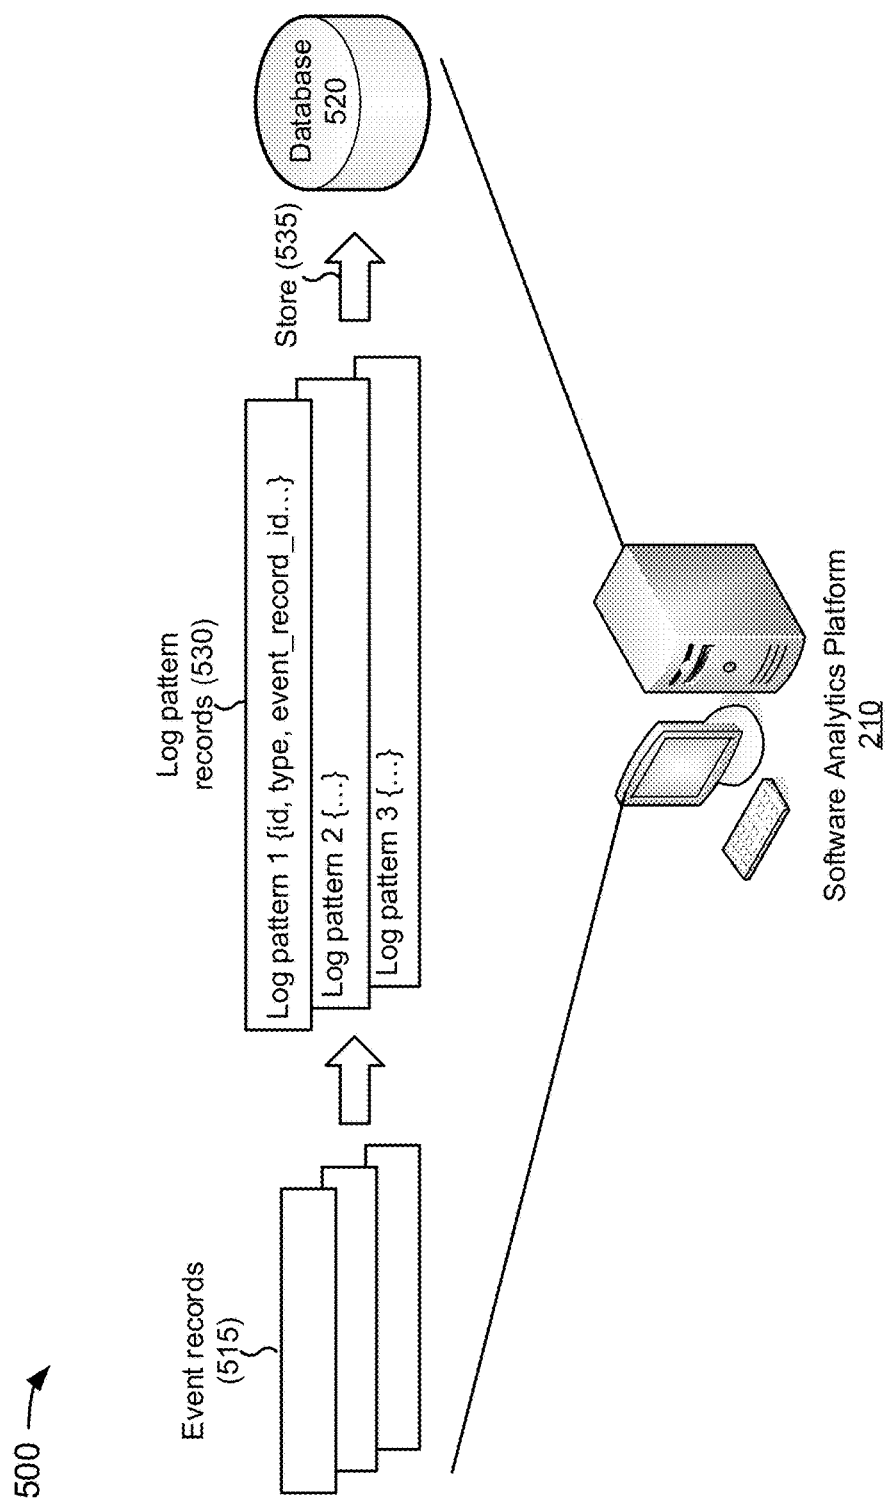 500
Event records
(515)
Log pattern
records (530)
Log pattern 1 {id, type, event_record_id...}
Log pattern 2 {...}
Log pattern 3 {...}
Store (535)
Database
520
Software Analytics Platform
210